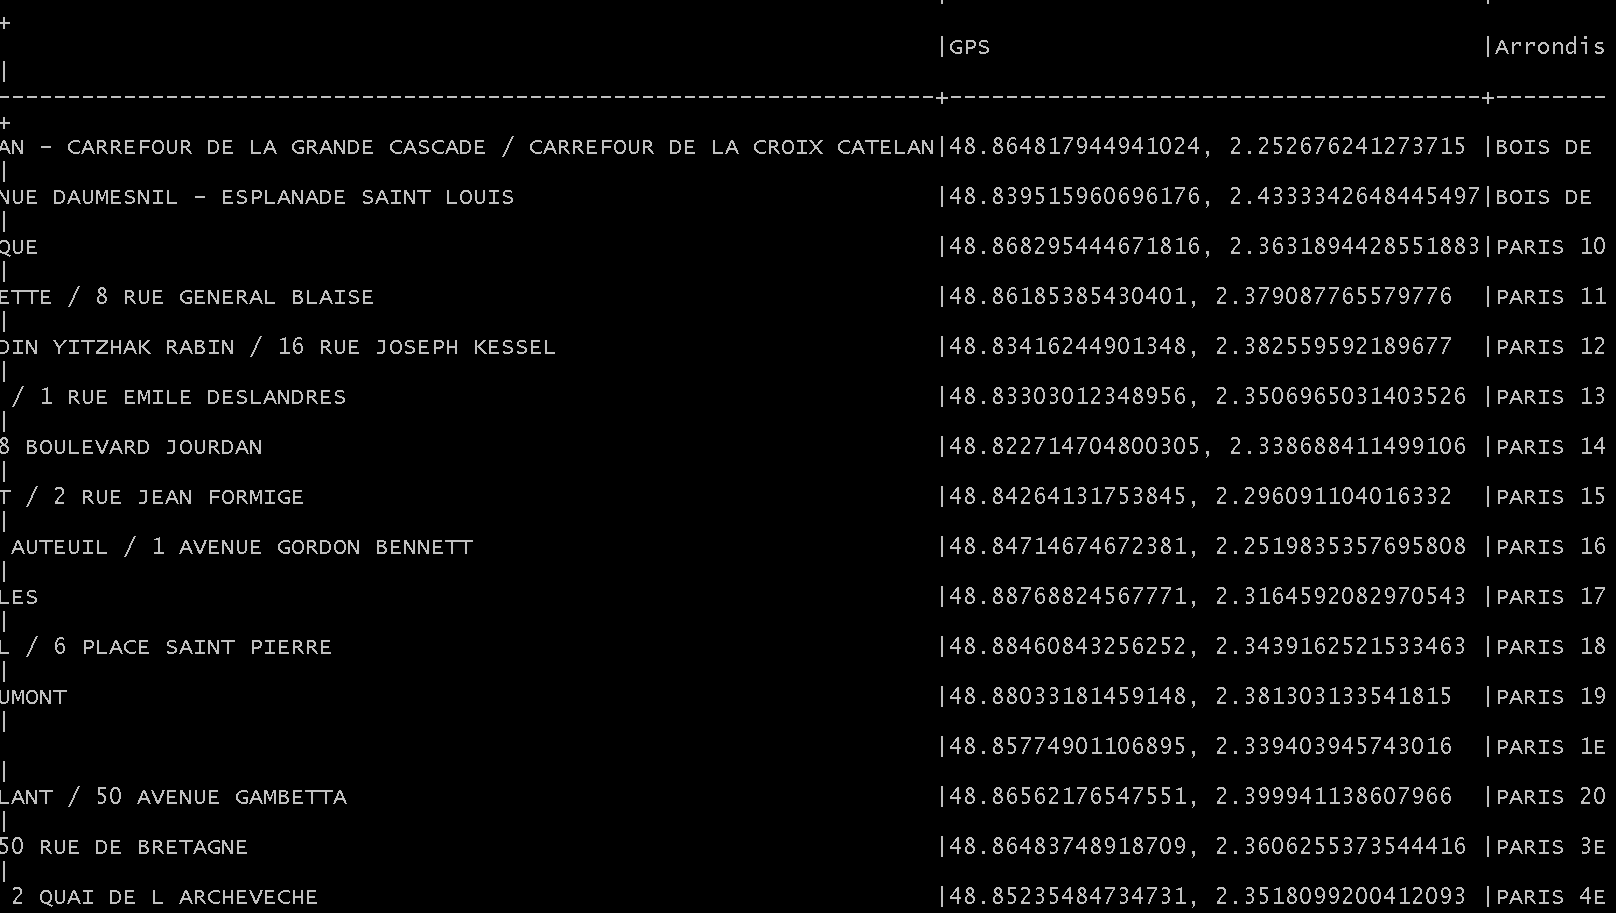 +
|GPS |Arrondis
|
-------------------------------------------------------------------+---------------------------------------+--------
+
AN - CARREFOUR DE LA GRANDE CASCADE / CARREFOUR DE LA CROIX CATELAN|48.864817944941024, 2.252676241273715 |BOIS DE
|
NUE DAUMESNIL - ESPLANADE SAINT LOUIS |48.839515960696176, 2.4333342648445497|BOIS DE
|
QUE |48.868295444671816, 2.3631894428551883|PARIS 10
|
ETTE / 8 RUE GENERAL BLAISE |48.86185385430401, 2.379087765579776 |PARIS 11
|
DIN YITZHAK RABIN / 16 RUE JOSEPH KESSEL |48.83416244901348, 2.382559592189677 |PARIS 12
|
/ 1 RUE EMILE DESLANDRES |48.83303012348956, 2.3506965031403526 |PARIS 13
|
8 BOULEVARD JOURDAN |48.822714704800305, 2.338688411499106 |PARIS 14
|
T / 2 RUE JEAN FORMIGE |48.84264131753845, 2.296091104016332 |PARIS 15
|
AUTEUIL / 1 AVENUE GORDON BENNETT |48.84714674672381, 2.2519835357695808 |PARIS 16
|
LES |48.88768824567771, 2.3164592082970543 |PARIS 17
|
L / 6 PLACE SAINT PIERRE |48.88460843256252, 2.3439162521533463 |PARIS 18
|
UMONT |48.88033181459148, 2.381303133541815 |PARIS 19
|
|48.85774901106895, 2.339403945743016 |PARIS 1E
|
LANT / 50 AVENUE GAMBETTA |48.86562176547551, 2.399941138607966 |PARIS 20
|
50 RUE DE BRETAGNE |48.86483748918709, 2.3606255373544416 |PARIS 3E
|
2 QUAI DE L ARCHEVECHE |48.85235484734731, 2.3518099200412093 |PARIS 4E